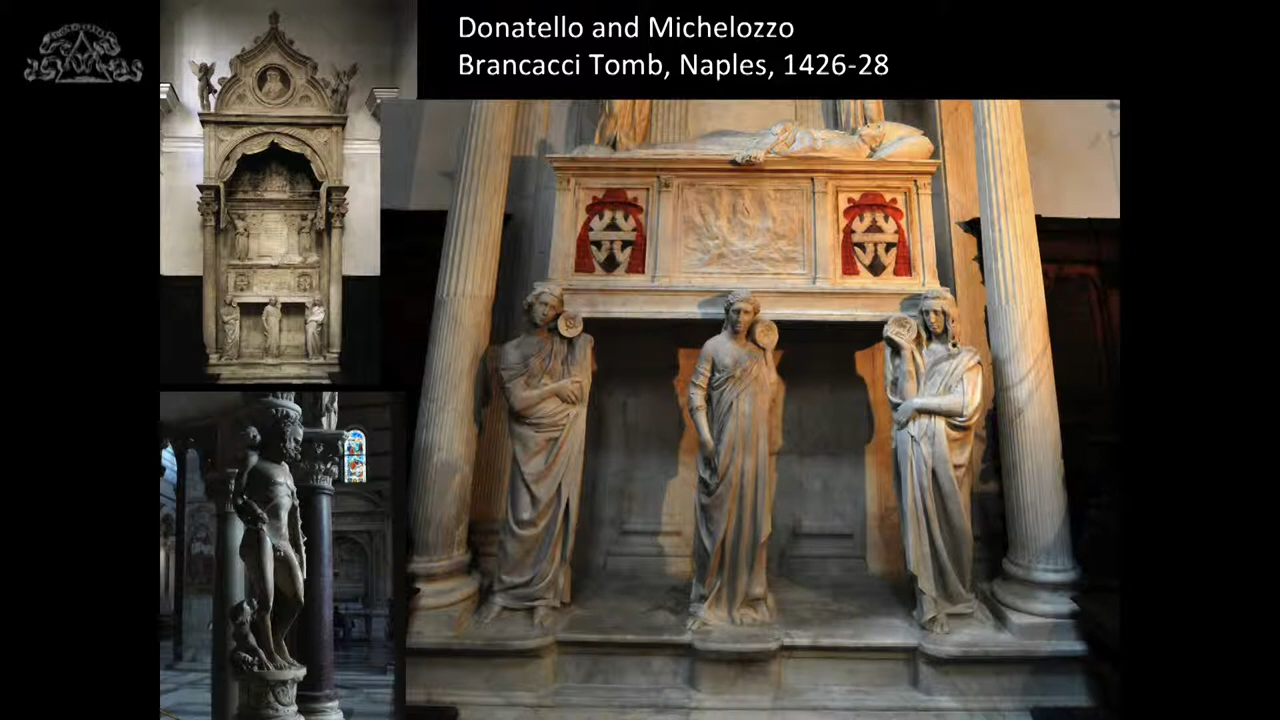 Donatello and Michelozzo
Brancacci Tomb, Naples, 1426-28